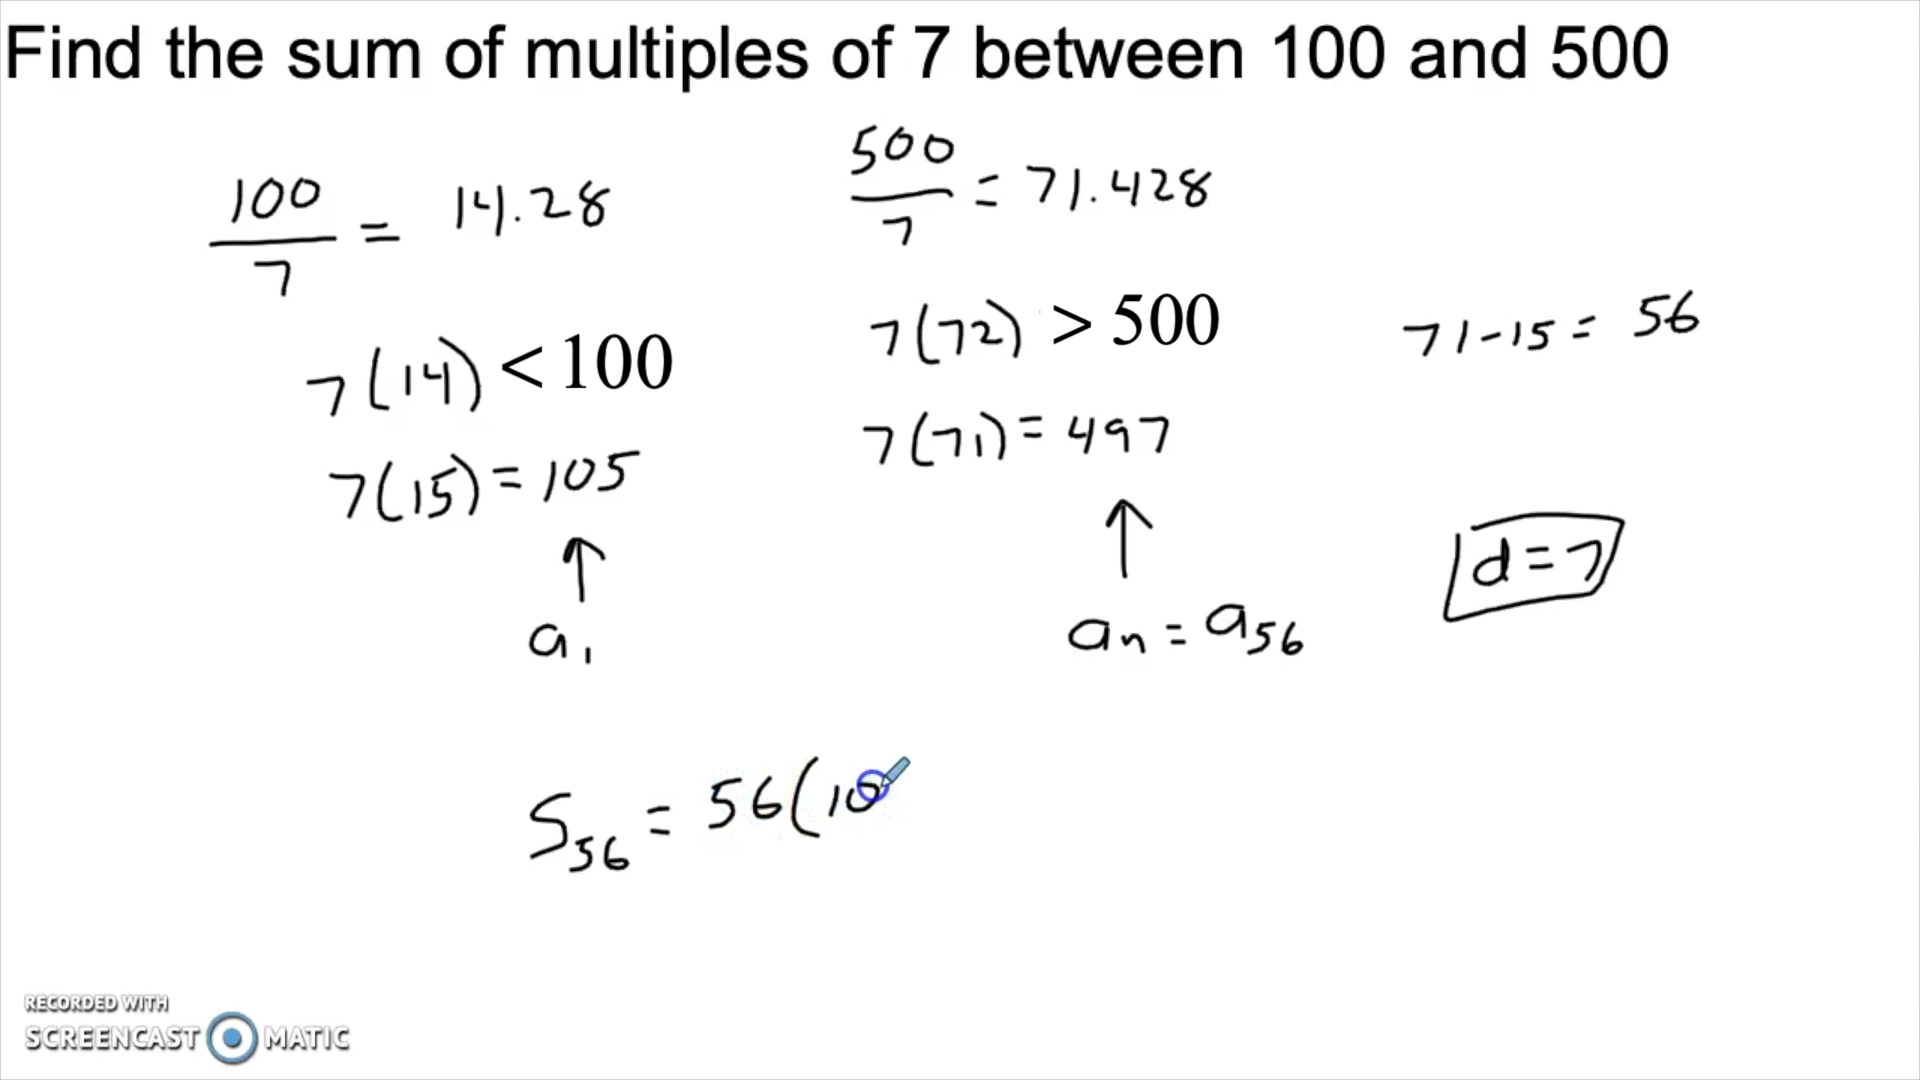 Find the sum of multiples of 7 between 100 and 500
100/7 = 14.28
7(14) < 100
7(15) = 105
↑
a₁
500/7 = 71.428
7(72) > 500
7(71) = 497
↑
aₙ = a₅₆
71-15 = 56
d = 7
S₅₆ = 56(10
RECORDED WITH
SCREENCAST MATIC